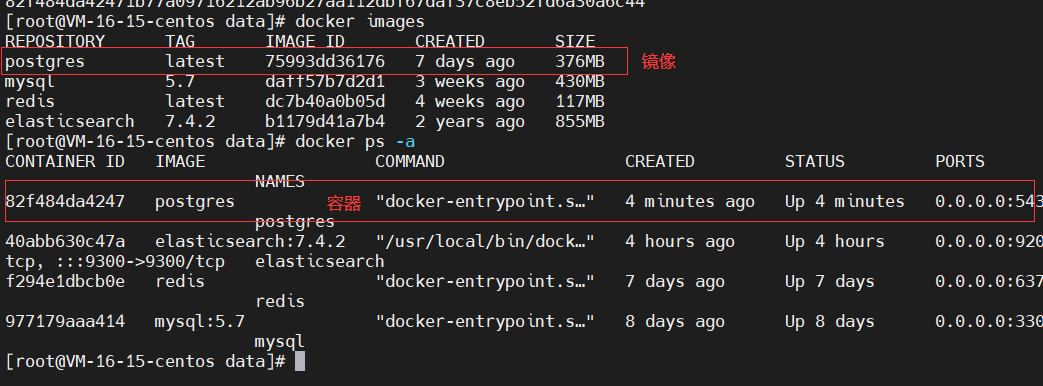 [root@VM-16-15-centos data]# docker images
REPOSITORY TAG IMAGE ID CREATED SIZE
postgres latest 75993dd36176 7 days ago 376MB 镜像
mysql 5.7 daff57b7d2d1 3 weeks ago 430MB
redis latest dc7b40a0b05d 4 weeks ago 117MB
elasticsearch 7.4.2 b1179d41a7b4 2 years ago 855MB
[root@VM-16-15-centos data]# docker ps -a
CONTAINER ID IMAGE COMMAND CREATED STATUS PORTS
NAMES
82f484da4247 postgres 容器 "docker-entrypoint.s…" 4 minutes ago Up 4 minutes 0.0.0.0:543
postgres
40abb630c47a elasticsearch:7.4.2 "/usr/local/bin/dock…" 4 hours ago Up 4 hours 0.0.0.0:920
tcp, :::9300->9300/tcp elasticsearch
f294e1dbcb0e redis "docker-entrypoint.s…" 7 days ago Up 7 days 0.0.0.0:637
redis
977179aaa414 mysql:5.7 "docker-entrypoint.s…" 8 days ago Up 8 days 0.0.0.0:330
mysql
[root@VM-16-15-centos data]#